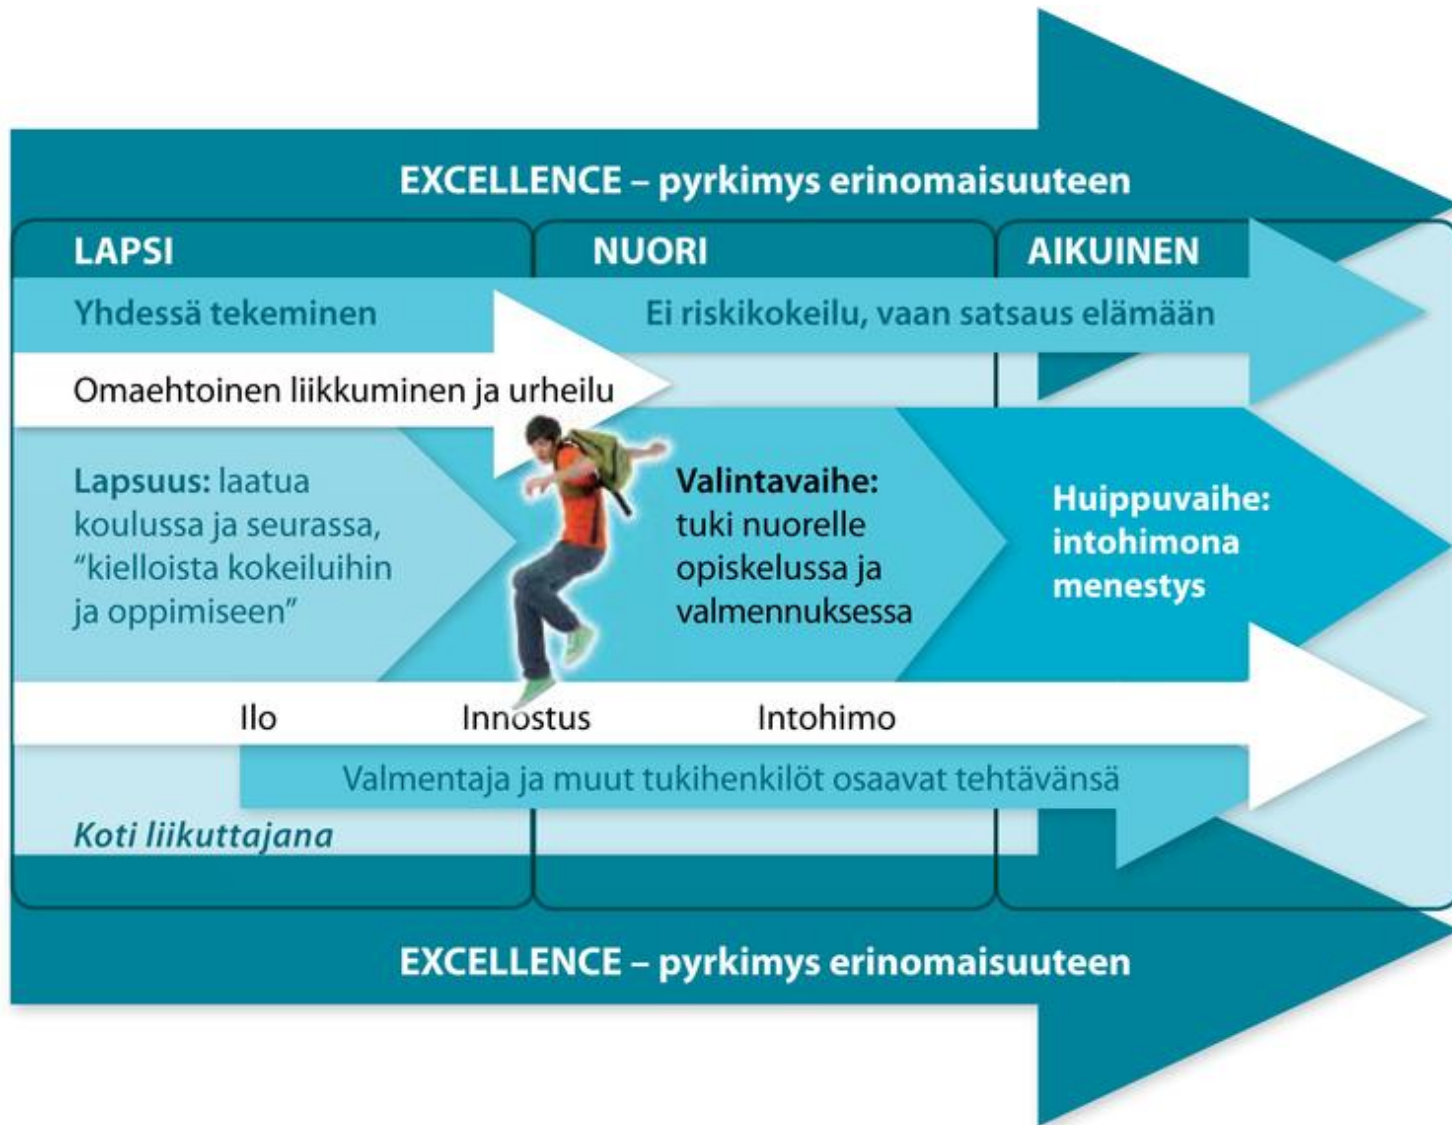 EXCELLENCE – pyrkimys erinomaisuuteen
LAPSI
NUORI
AIKUINEN
Yhdessä tekeminen
Ei riskikokeilu, vaan satsaus elämään
Omaehtoinen liikkuminen ja urheilu
Lapsuus: laatua
koulussa ja seurassa,
“kielloista kokeiluihin
ja oppimiseen”
Valintavaihe:
tuki nuorelle
opiskelussa ja
valmennuksessa
Huippuvaihe:
intohimona
menestys
Ilo
Innostus
Intohimo
Valmentaja ja muut tukihenkilöt osaavat tehtävänsä
Koti liikuttajana
EXCELLENCE – pyrkimys erinomaisuuteen